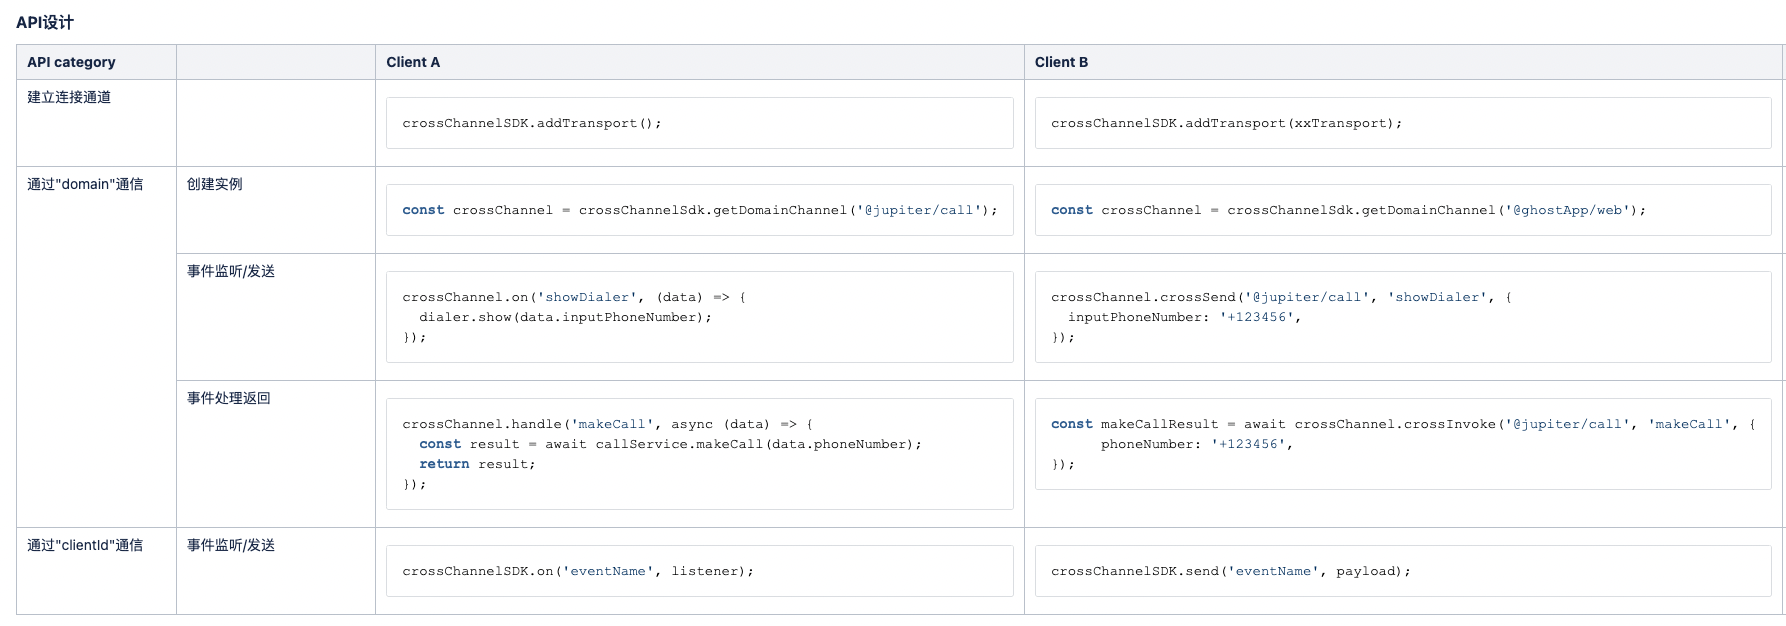 API设计
API category
Client A
Client B
建立连接通道
crossChannelSDK.addTransport();
crossChannelSDK.addTransport(xxTransport);
通过"domain"通信
创建实例
const crossChannel = crossChannelSdk.getDomainChannel('@jupiter/call');
const crossChannel = crossChannelSdk.getDomainChannel('@ghostApp/web');
事件监听/发送
crossChannel.on('showDialer', (data) => {
  dialer.show(data.inputPhoneNumber);
});
crossChannel.crossSend('@jupiter/call', 'showDialer', {
  inputPhoneNumber: '+123456',
});
事件处理返回
crossChannel.handle('makeCall', async (data) => {
  const result = await callService.makeCall(data.phoneNumber);
  return result;
});
const makeCallResult = await crossChannel.crossInvoke('@jupiter/call', 'makeCall', {
      phoneNumber: '+123456',
});
通过"clientId"通信
事件监听/发送
crossChannelSDK.on('eventName', listener);
crossChannelSDK.send('eventName', payload);